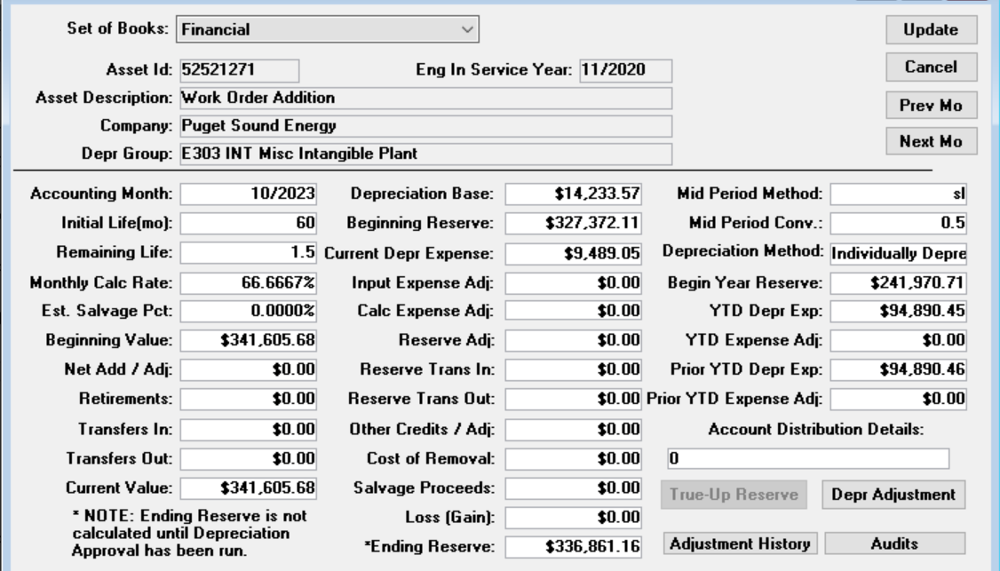 Set of Books: Financial Update
Asset Id: 52521271 Eng In Service Year: 11/2020 Cancel
Asset Description: Work Order Addition
Company: Puget Sound Energy Prev Mo
Depr Group: E303 INT Misc Intangible Plant Next Mo
Accounting Month: 10/2023 Depreciation Base: $14,233.57 Mid Period Method: sl
Initial Life(mo): 60 Beginning Reserve: $327,372.11 Mid Period Conv.: 0.5
Remaining Life: 1.5 Current Depr Expense: $9,489.05 Depreciation Method: Individually Depre
Monthly Calc Rate: 66.6667% Input Expense Adj: $0.00 Begin Year Reserve: $241,970.71
Est. Salvage Pct: 0.0000% Calc Expense Adj: $0.00 YTD Depr Exp: $94,890.45
Beginning Value: $341,605.68 Reserve Adj: $0.00 YTD Expense Adj: $0.00
Net Add / Adj: $0.00 Reserve Trans In: $0.00 Prior YTD Depr Exp: $94,890.46
Retirements: $0.00 Reserve Trans Out: $0.00 Prior YTD Expense Adj: $0.00
Transfers In: $0.00 Other Credits / Adj: $0.00 Account Distribution Details:
Transfers Out: $0.00 Cost of Removal: $0.00 0
Current Value: $341,605.68 Salvage Proceeds: $0.00 True-Up Reserve Depr Adjustment
* NOTE: Ending Reserve is not
calculated until Depreciation
Approval has been run.
Loss (Gain): $0.00
*Ending Reserve: $336,861.16 Adjustment History Audits